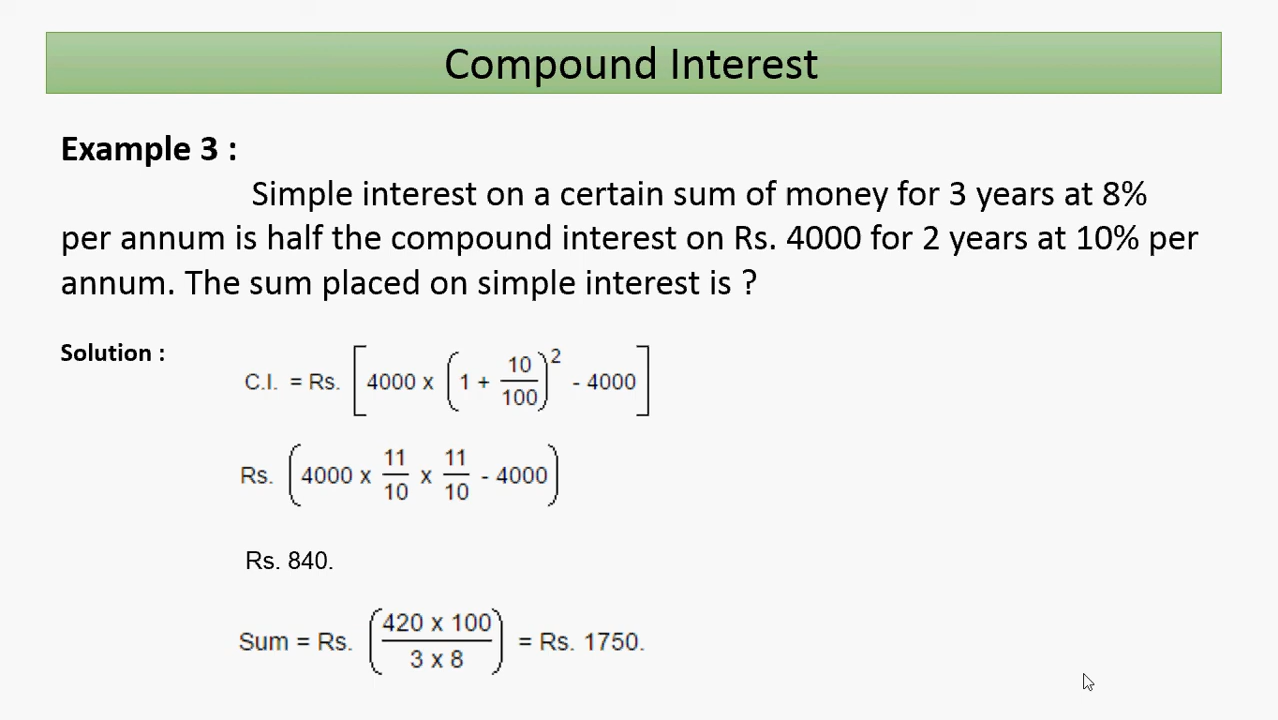 Compound Interest
Example 3 :
Simple interest on a certain sum of money for 3 years at 8%
per annum is half the compound interest on Rs. 4000 for 2 years at 10% per
annum. The sum placed on simple interest is ?
Solution :
C.I. = Rs. [4000 x (1 + 10/100)² - 4000]
Rs. (4000 x 11/10 x 11/10 - 4000)
Rs. 840.
Sum = Rs. (420 x 100 / 3 x 8) = Rs. 1750.